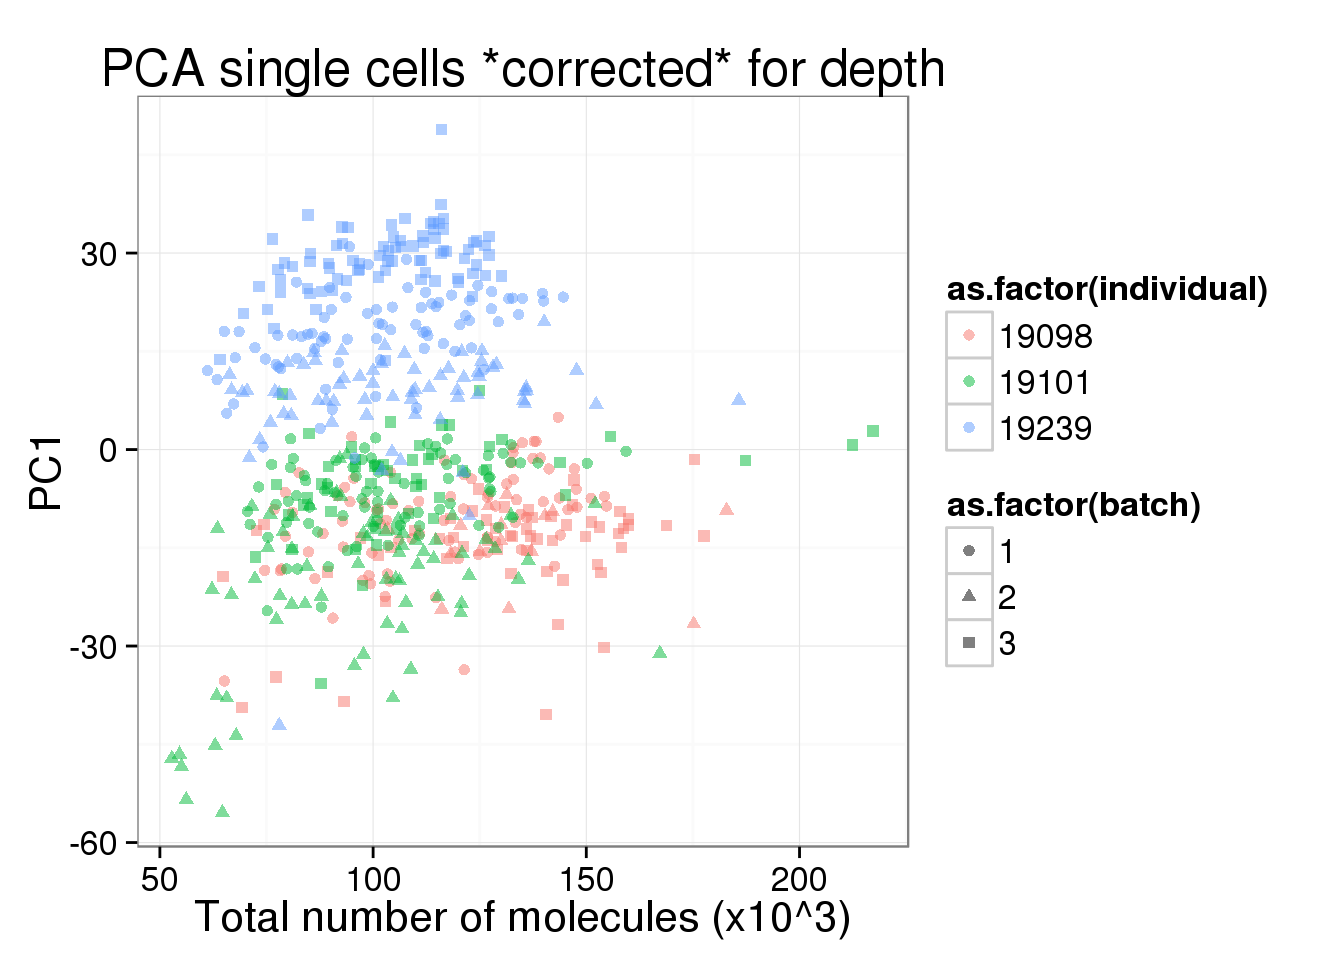 PCA single cells *corrected* for depth
PC1
30
0
-30
-60
50 100 150 200
Total number of molecules (x10^3)
as.factor(individual)
19098
19101
19239
as.factor(batch)
1
2
3